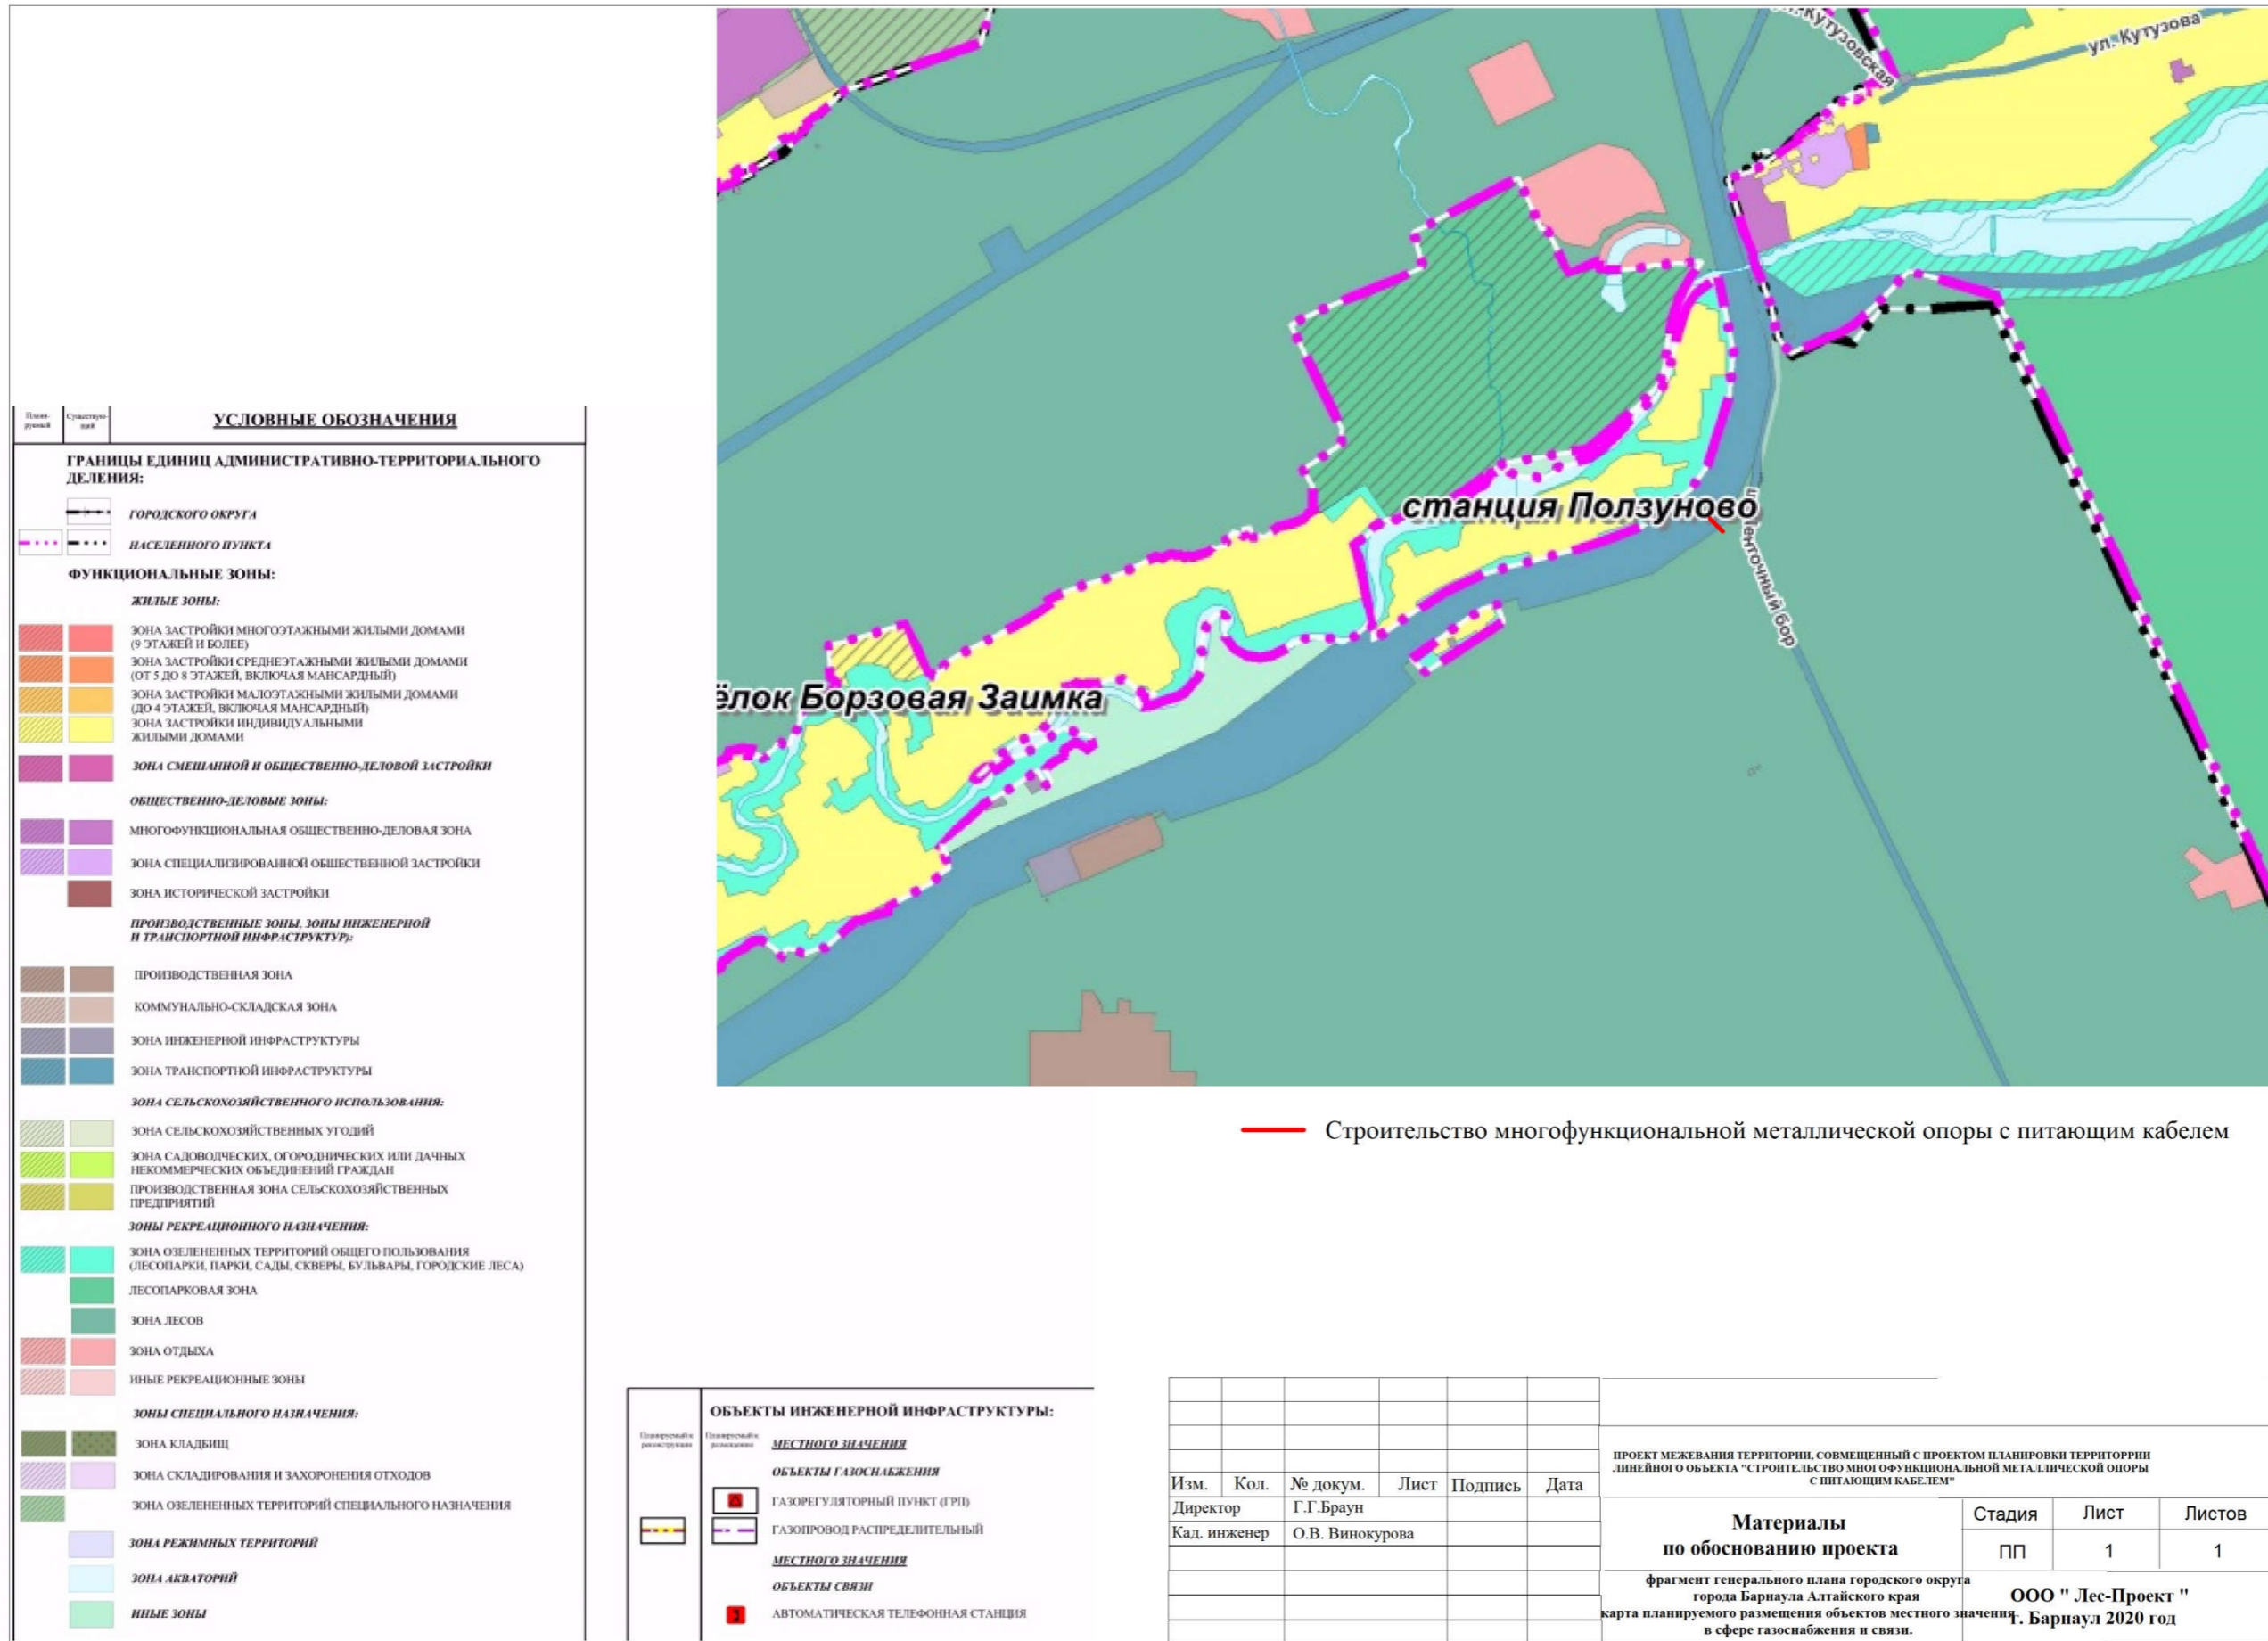 ул. Кутузовская
ул. Кутузова
станция Ползуново
енточный бор
ёлок Борзовая Заимка
Плани-
руемый
Существую-
щий
УСЛОВНЫЕ ОБОЗНАЧЕНИЯ
ГРАНИЦЫ ЕДИНИЦ АДМИНИСТРАТИВНО-ТЕРРИТОРИАЛЬНОГО
ДЕЛЕНИЯ:
ГОРОДСКОГО ОКРУГА
НАСЕЛЕННОГО ПУНКТА
ФУНКЦИОНАЛЬНЫЕ ЗОНЫ:
ЖИЛЫЕ ЗОНЫ:
ЗОНА ЗАСТРОЙКИ МНОГОЭТАЖНЫМИ ЖИЛЫМИ ДОМАМИ
(9 ЭТАЖЕЙ И БОЛЕЕ)
ЗОНА ЗАСТРОЙКИ СРЕДНЕЭТАЖНЫМИ ЖИЛЫМИ ДОМАМИ
(ОТ 5 ДО 8 ЭТАЖЕЙ, ВКЛЮЧАЯ МАНСАРДНЫЙ)
ЗОНА ЗАСТРОЙКИ МАЛОЭТАЖНЫМИ ЖИЛЫМИ ДОМАМИ
(ДО 4 ЭТАЖЕЙ, ВКЛЮЧАЯ МАНСАРДНЫЙ)
ЗОНА ЗАСТРОЙКИ ИНДИВИДУАЛЬНЫМИ
ЖИЛЫМИ ДОМАМИ
ЗОНА СМЕШАННОЙ И ОБЩЕСТВЕННО-ДЕЛОВОЙ ЗАСТРОЙКИ
ОБЩЕСТВЕННО-ДЕЛОВЫЕ ЗОНЫ:
МНОГОФУНКЦИОНАЛЬНАЯ ОБЩЕСТВЕННО-ДЕЛОВАЯ ЗОНА
ЗОНА СПЕЦИАЛИЗИРОВАННОЙ ОБЩЕСТВЕННОЙ ЗАСТРОЙКИ
ЗОНА ИСТОРИЧЕСКОЙ ЗАСТРОЙКИ
ПРОИЗВОДСТВЕННЫЕ ЗОНЫ, ЗОНЫ ИНЖЕНЕРНОЙ
И ТРАНСПОРТНОЙ ИНФРАСТРУКТУР):
ПРОИЗВОДСТВЕННАЯ ЗОНА
КОММУНАЛЬНО-СКЛАДСКАЯ ЗОНА
ЗОНА ИНЖЕНЕРНОЙ ИНФРАСТРУКТУРЫ
ЗОНА ТРАНСПОРТНОЙ ИНФРАСТРУКТУРЫ
ЗОНА СЕЛЬСКОХОЗЯЙСТВЕННОГО ИСПОЛЬЗОВАНИЯ:
ЗОНА СЕЛЬСКОХОЗЯЙСТВЕННЫХ УГОДИЙ
ЗОНА САДОВОДЧЕСКИХ, ОГОРОДНИЧЕСКИХ ИЛИ ДАЧНЫХ
НЕКОММЕРЧЕСКИХ ОБЪЕДИНЕНИЙ ГРАЖДАН
ПРОИЗВОДСТВЕННАЯ ЗОНА СЕЛЬСКОХОЗЯЙСТВЕННЫХ
ПРЕДПРИЯТИЙ
ЗОНЫ РЕКРЕАЦИОННОГО НАЗНАЧЕНИЯ:
ЗОНА ОЗЕЛЕНЕННЫХ ТЕРРИТОРИЙ ОБЩЕГО ПОЛЬЗОВАНИЯ
(ЛЕСОПАРКИ, ПАРКИ, САДЫ, СКВЕРЫ, БУЛЬВАРЫ, ГОРОДСКИЕ ЛЕСА)
ЛЕСОПАРКОВАЯ ЗОНА
ЗОНА ЛЕСОВ
ЗОНА ОТДЫХА
ИНЫЕ РЕКРЕАЦИОННЫЕ ЗОНЫ
ЗОНЫ СПЕЦИАЛЬНОГО НАЗНАЧЕНИЯ:
ЗОНА КЛАДБИЩ
ЗОНА СКЛАДИРОВАНИЯ И ЗАХОРОНЕНИЯ ОТХОДОВ
ЗОНА ОЗЕЛЕНЕННЫХ ТЕРРИТОРИЙ СПЕЦИАЛЬНОГО НАЗНАЧЕНИЯ
ЗОНА РЕЖИМНЫХ ТЕРРИТОРИЙ
ЗОНА АКВАТОРИЙ
ИНЫЕ ЗОНЫ
Строительство многофункциональной металлической опоры с питающим кабелем
Планируемый к
реконструкции
Планируемый к
размещению
ОБЪЕКТЫ ИНЖЕНЕРНОЙ ИНФРАСТРУКТУРЫ:
МЕСТНОГО ЗНАЧЕНИЯ
ОБЪЕКТЫ ГАЗОСНАБЖЕНИЯ
ГАЗОРЕГУЛЯТОРНЫЙ ПУНКТ (ГРП)
ГАЗОПРОВОД РАСПРЕДЕЛИТЕЛЬНЫЙ
МЕСТНОГО ЗНАЧЕНИЯ
ОБЪЕКТЫ СВЯЗИ
АВТОМАТИЧЕСКАЯ ТЕЛЕФОННАЯ СТАНЦИЯ
Изм. Кол. № докум. Лист Подпись Дата
Директор Г.Г.Браун
Кад. инженер О.В. Винокурова
ПРОЕКТ МЕЖЕВАНИЯ ТЕРРИТОРИИ, СОВМЕЩЕННЫЙ С ПРОЕКТОМ ПЛАНИРОВКИ ТЕРРИТОРРИИ
ЛИНЕЙНОГО ОБЪЕКТА "СТРОИТЕЛЬСТВО МНОГОФУНКЦИОНАЛЬНОЙ МЕТАЛЛИЧЕСКОЙ ОПОРЫ
С ПИТАЮЩИМ КАБЕЛЕМ"
Материалы
по обоснованию проекта
Стадия Лист Листов
ПП 1 1
фрагмент генерального плана городского округа
города Барнаула Алтайского края
карта планируемого размещения объектов местного значения
в сфере газоснабжения и связи.
ООО " Лес-Проект "
г. Барнаул 2020 год